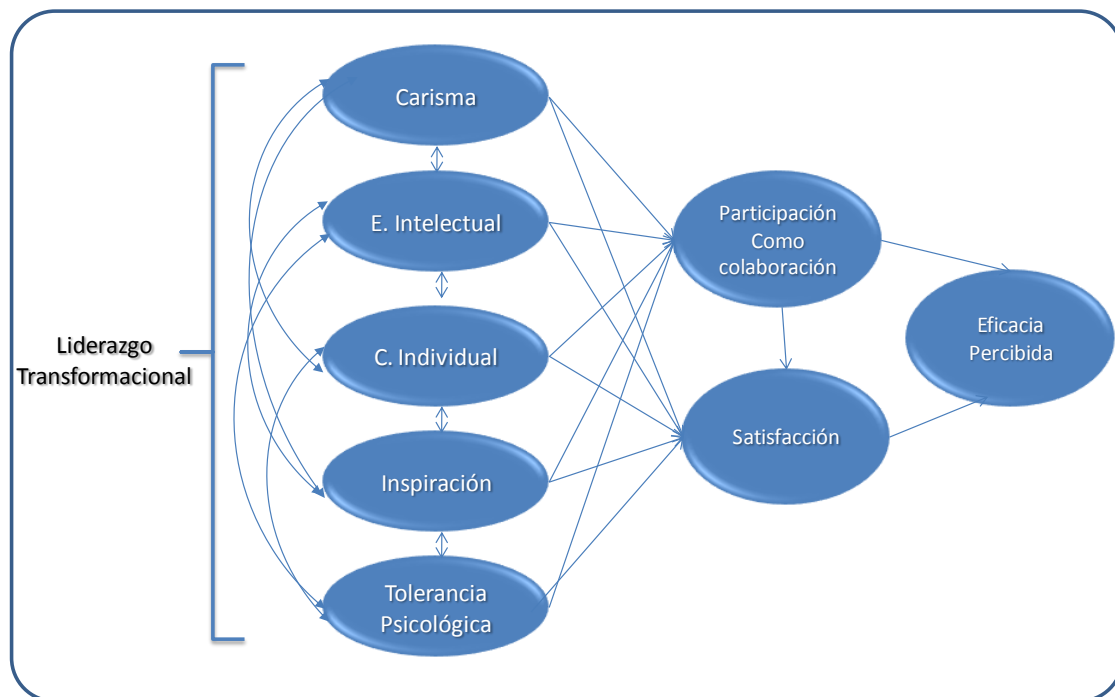 Liderazgo
Transformacional
Carisma
E. Intelectual
C. Individual
Inspiración
Tolerancia
Psicológica
Participación
Como
colaboración
Satisfacción
Eficacia
Percibida